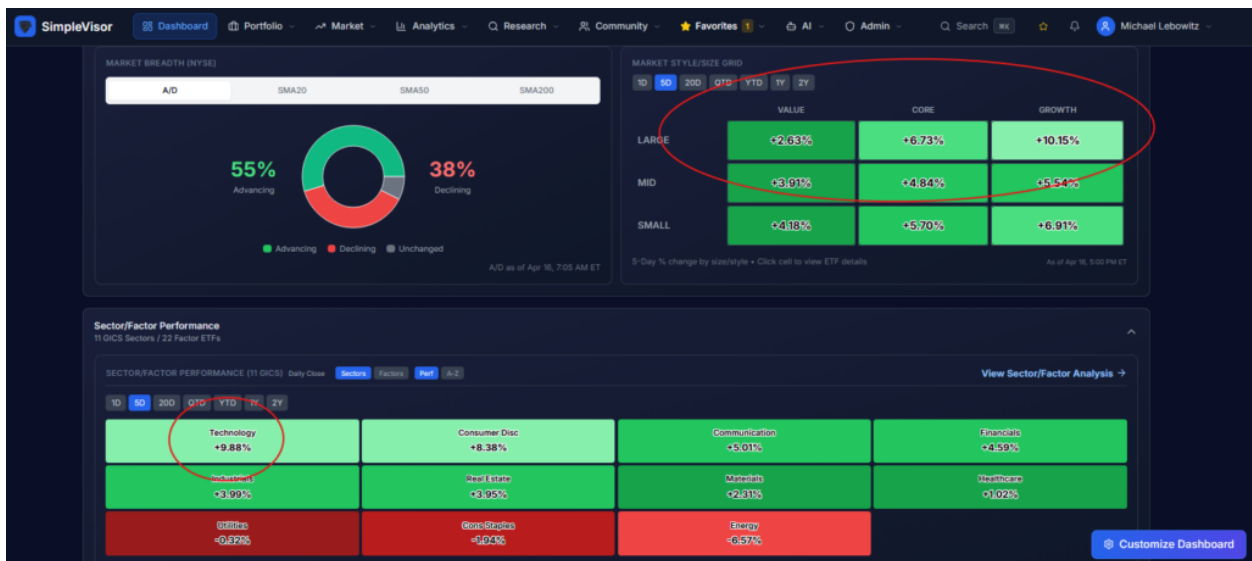 SimpleVisor Dashboard Portfolio Market Analytics Research Community Favorites 1 AI Admin Search ⌘K Michael Lebowitz
MARKET BREADTH (NYSE)
A/D SMA20 SMA50 SMA200
55%
Advancing
38%
Declining
Advancing Declining Unchanged
A/D as of Apr 16, 7:05 AM ET
MARKET STYLE/SIZE GRID
1D 5D 20D QTD YTD 1Y 2Y
VALUE CORE GROWTH
LARGE +2.63% +6.73% +10.15%
MID +3.91% +4.84% +5.54%
SMALL +4.18% +5.70% +6.91%
5-Day % change by size/style • Click cell to view ETF details
As of Apr 16, 5:00 PM ET
Sector/Factor Performance
11 GICS Sectors / 22 Factor ETFs
SECTOR/FACTOR PERFORMANCE (11 GICS) Daily Close Sectors Factors Perf A-Z
View Sector/Factor Analysis →
1D 5D 20D QTD YTD 1Y 2Y
Technology Consumer Disc Communication Financials
+9.88% +8.38% +5.01% +4.59%
Industrials Real Estate Materials Healthcare
+3.99% +3.95% +2.31% +1.02%
Utilities Cons Staples Energy
-0.32% -1.94% -6.57%
Customize Dashboard